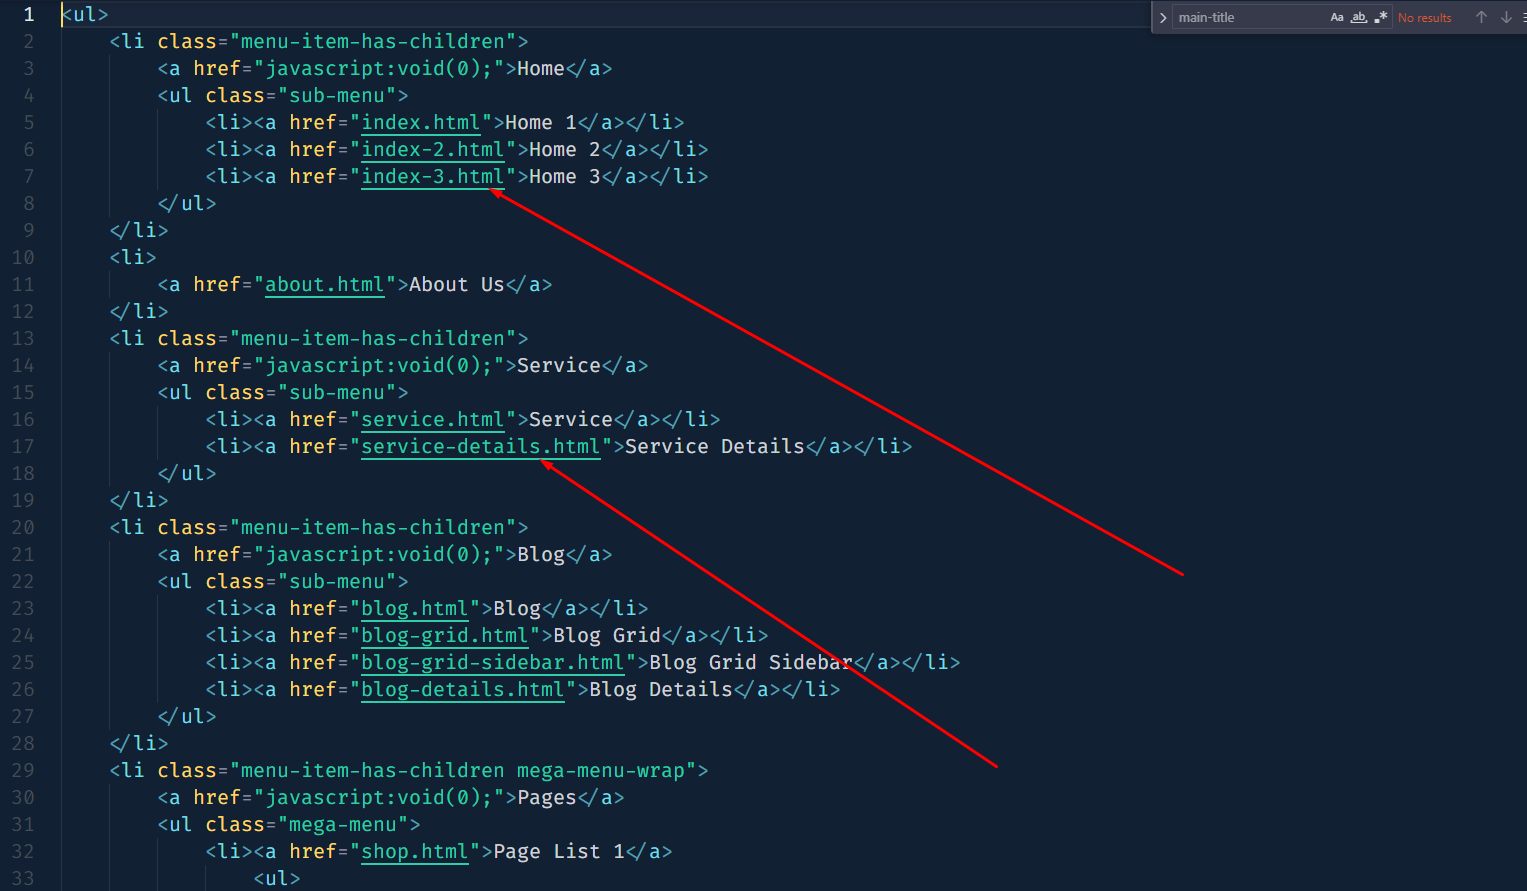 1 <ul>
2 <li class="menu-item-has-children">
3 <a href="javascript:void(0);">Home</a>
4 <ul class="sub-menu">
5 <li><a href="index.html">Home 1</a></li>
6 <li><a href="index-2.html">Home 2</a></li>
7 <li><a href="index-3.html">Home 3</a></li>
8 </ul>
9 </li>
10 <li>
11 <a href="about.html">About Us</a>
12 </li>
13 <li class="menu-item-has-children">
14 <a href="javascript:void(0);">Service</a>
15 <ul class="sub-menu">
16 <li><a href="service.html">Service</a></li>
17 <li><a href="service-details.html">Service Details</a></li>
18 </ul>
19 </li>
20 <li class="menu-item-has-children">
21 <a href="javascript:void(0);">Blog</a>
22 <ul class="sub-menu">
23 <li><a href="blog.html">Blog</a></li>
24 <li><a href="blog-grid.html">Blog Grid</a></li>
25 <li><a href="blog-grid-sidebar.html">Blog Grid Sidebar</a></li>
26 <li><a href="blog-details.html">Blog Details</a></li>
27 </ul>
28 </li>
29 <li class="menu-item-has-children mega-menu-wrap">
30 <a href="javascript:void(0);">Pages</a>
31 <ul class="mega-menu">
32 <li><a href="shop.html">Page List 1</a>
33 <ul>
main-title Aa ab .* No results